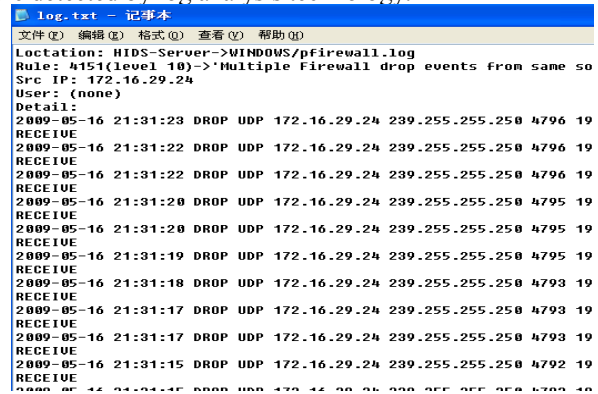 log.txt - 记事本
文件(F) 编辑(E) 格式(O) 查看(V) 帮助(H)
Loctation: HIDS-Server->WINDOWS/pfirewall.log
Rule: 4151(level 10)->'Multiple Firewall drop events from same so
Src IP: 172.16.29.24
User: (none)
Detail:
2009-05-16 21:31:23 DROP UDP 172.16.29.24 239.255.255.250 4796 19
RECEIVE
2009-05-16 21:31:22 DROP UDP 172.16.29.24 239.255.255.250 4796 19
RECEIVE
2009-05-16 21:31:22 DROP UDP 172.16.29.24 239.255.255.250 4796 19
RECEIVE
2009-05-16 21:31:20 DROP UDP 172.16.29.24 239.255.255.250 4795 19
RECEIVE
2009-05-16 21:31:20 DROP UDP 172.16.29.24 239.255.255.250 4795 19
RECEIVE
2009-05-16 21:31:19 DROP UDP 172.16.29.24 239.255.255.250 4795 19
RECEIVE
2009-05-16 21:31:18 DROP UDP 172.16.29.24 239.255.255.250 4793 19
RECEIVE
2009-05-16 21:31:17 DROP UDP 172.16.29.24 239.255.255.250 4793 19
RECEIVE
2009-05-16 21:31:17 DROP UDP 172.16.29.24 239.255.255.250 4793 19
RECEIVE
2009-05-16 21:31:15 DROP UDP 172.16.29.24 239.255.255.250 4792 19
RECEIVE